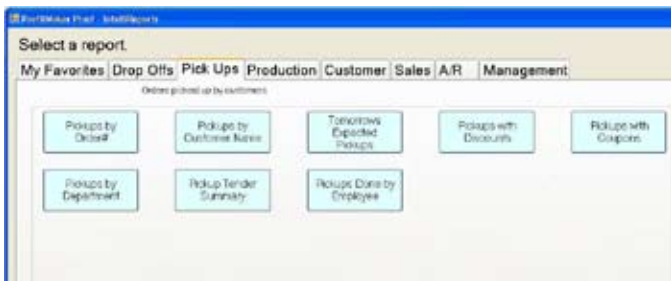 Select a report.
My Favorites Drop Offs Pick Ups Production Customer Sales A/R Management
Orders picked up by customers
Pickups by
Order#
Pickups by
Customer Name
Tomorrows
Expected
Pickups
Pickups with
Discounts
Pickups with
Coupons
Pickups by
Department
Pickup Tender
Summary
Pickups Done by
Employee